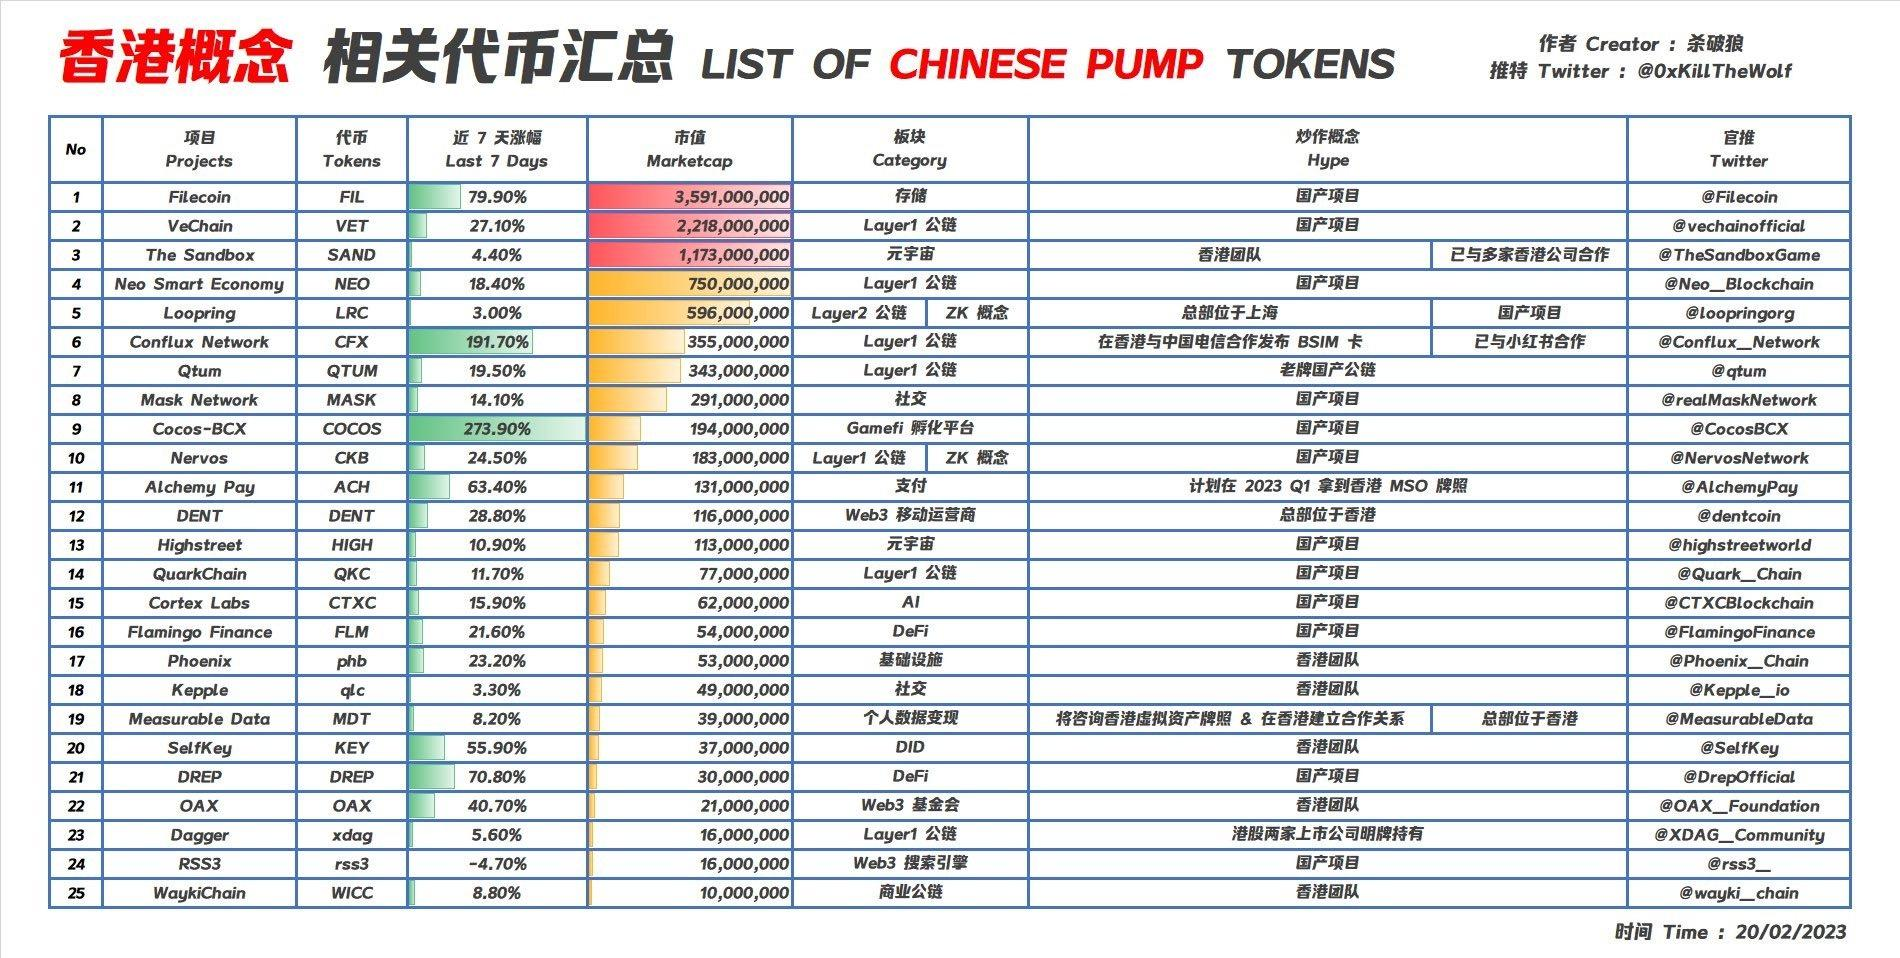 香港概念 相关代币汇总 LIST OF CHINESE PUMP TOKENS
作者 Creator : 杀破狼
推特 Twitter : @0xKillTheWolf
No 项目 Projects 代币 Tokens 近 7 天涨幅 Last 7 Days 市值 Marketcap 板块 Category 炒作概念 Hype 官推 Twitter
1 Filecoin FIL 79.90% 3,591,000,000 存储 国产项目 @Filecoin
2 VeChain VET 27.10% 2,218,000,000 Layer1 公链 国产项目 @vechainofficial
3 The Sandbox SAND 4.40% 1,173,000,000 元宇宙 香港团队 已与多家香港公司合作 @TheSandboxGame
4 Neo Smart Economy NEO 18.40% 750,000,000 Layer1 公链 国产项目 @Neo_Blockchain
5 Loopring LRC 3.00% 596,000,000 Layer2 公链 ZK 概念 总部位于上海 国产项目 @loopringorg
6 Conflux Network CFX 191.70% 355,000,000 Layer1 公链 在香港与中国电信合作发布 BSIM 卡 已与小红书合作 @Conflux_Network
7 Qtum QTUM 19.50% 343,000,000 Layer1 公链 老牌国产公链 @qtum
8 Mask Network MASK 14.10% 291,000,000 社交 国产项目 @realMaskNetwork
9 Cocos-BCX COCOS 273.90% 194,000,000 Gamefi 孵化平台 国产项目 @CocosBCX
10 Nervos CKB 24.50% 183,000,000 Layer1 公链 ZK 概念 国产项目 @NervosNetwork
11 Alchemy Pay ACH 63.40% 131,000,000 支付 计划在 2023 Q1 拿到香港 MSO 牌照 @AlchemyPay
12 DENT DENT 28.80% 116,000,000 Web3 移动运营商 总部位于香港 @dentcoin
13 Highstreet HIGH 10.90% 113,000,000 元宇宙 国产项目 @highstreetworld
14 QuarkChain QKC 11.70% 77,000,000 Layer1 公链 国产项目 @Quark_Chain
15 Cortex Labs CTXC 15.90% 62,000,000 AI 国产项目 @CTXCBlockchain
16 Flamingo Finance FLM 21.60% 54,000,000 DeFi 国产项目 @FlamingoFinance
17 Phoenix phb 23.20% 53,000,000 基础设施 香港团队 @Phoenix_Chain
18 Kepple qlc 3.30% 49,000,000 社交 香港团队 @Kepple_io
19 Measurable Data MDT 8.20% 39,000,000 个人数据变现 将咨询香港虚拟资产牌照 & 在香港建立合作关系 总部位于香港 @MeasurableData
20 SelfKey KEY 55.90% 37,000,000 DID 香港团队 @SelfKey
21 DREP DREP 70.80% 30,000,000 DeFi 国产项目 @DrepOfficial
22 OAX OAX 40.70% 21,000,000 Web3 基金会 香港团队 @OAX_Foundation
23 Dagger xdag 5.60% 16,000,000 Layer1 公链 港股两家上市公司明牌持有 @XDAG_Community
24 RSS3 rss3 -4.70% 16,000,000 Web3 搜索引擎 国产项目 @rss3_
25 WaykiChain WICC 8.80% 10,000,000 商业公链 香港团队 @wayki_chain
时间 Time : 20/02/2023